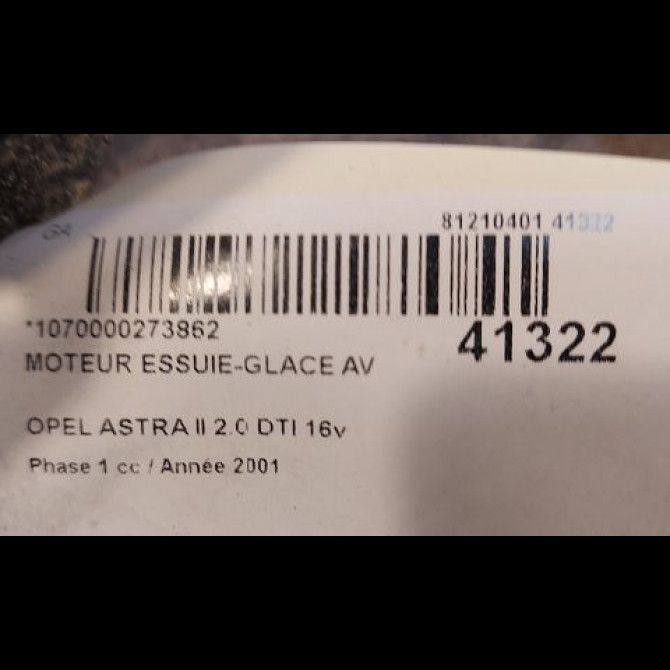 81210401 41322
GA
*1070000273862
41322
MOTEUR ESSUIE-GLACE AV
OPEL ASTRA II 2.0 DTI 16v
Phase 1 cc / Année 2001